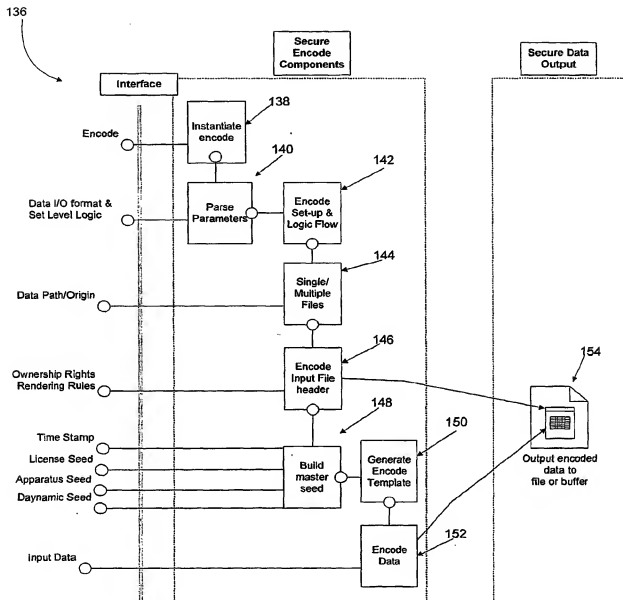 136
Secure
Encode
Components
Secure Data
Output
Interface
138
Instantiate
encode
Encode
140
142
Data I/O format &
Set Level Logic
Parse
Parameters
Encode
Set-up &
Logic Flow
144
Single/
Multiple
Files
Data Path/Origin
146
Encode
Input File
header
Ownership Rights
Rendering Rules
154
148
150
Time Stamp
License Seed
Apparatus Seed
Daynamic Seed
Build
master
seed
Generate
Encode
Template
Output encoded
data to
file or buffer
Input Data
Encode
Data
152